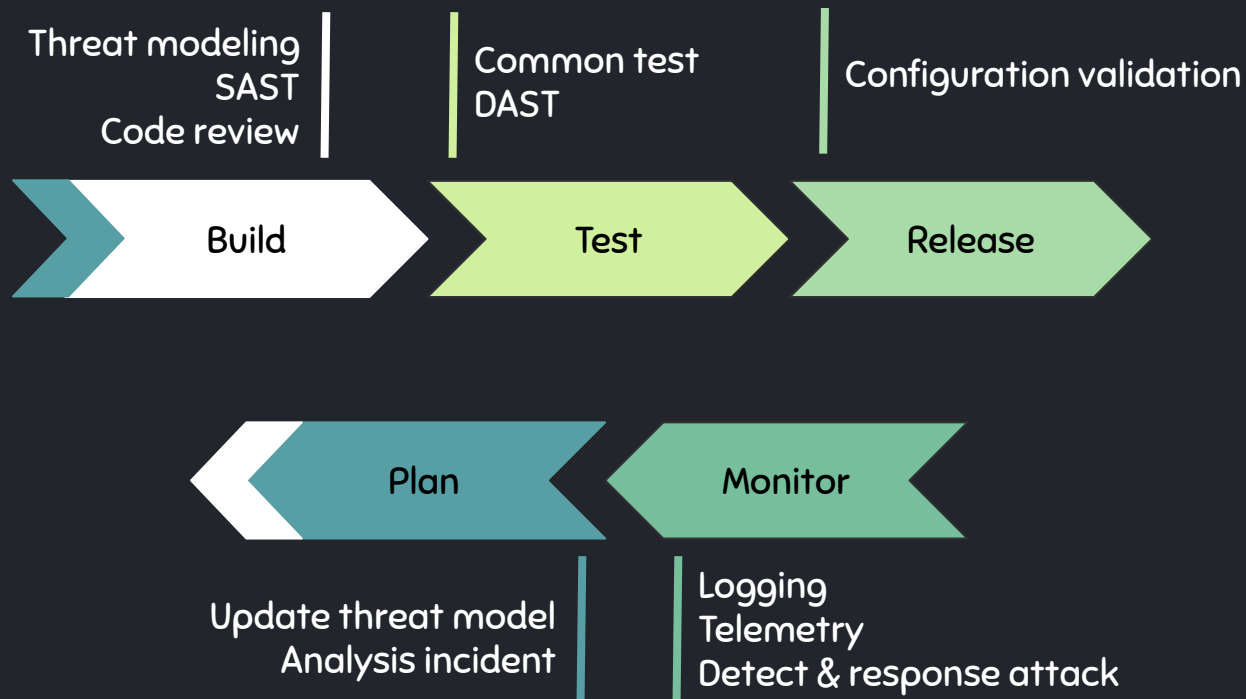 Threat modeling
SAST
Code review
Common test
DAST
Configuration validation
Build
Test
Release
Plan
Monitor
Update threat model
Analysis incident
Logging
Telemetry
Detect & response attack